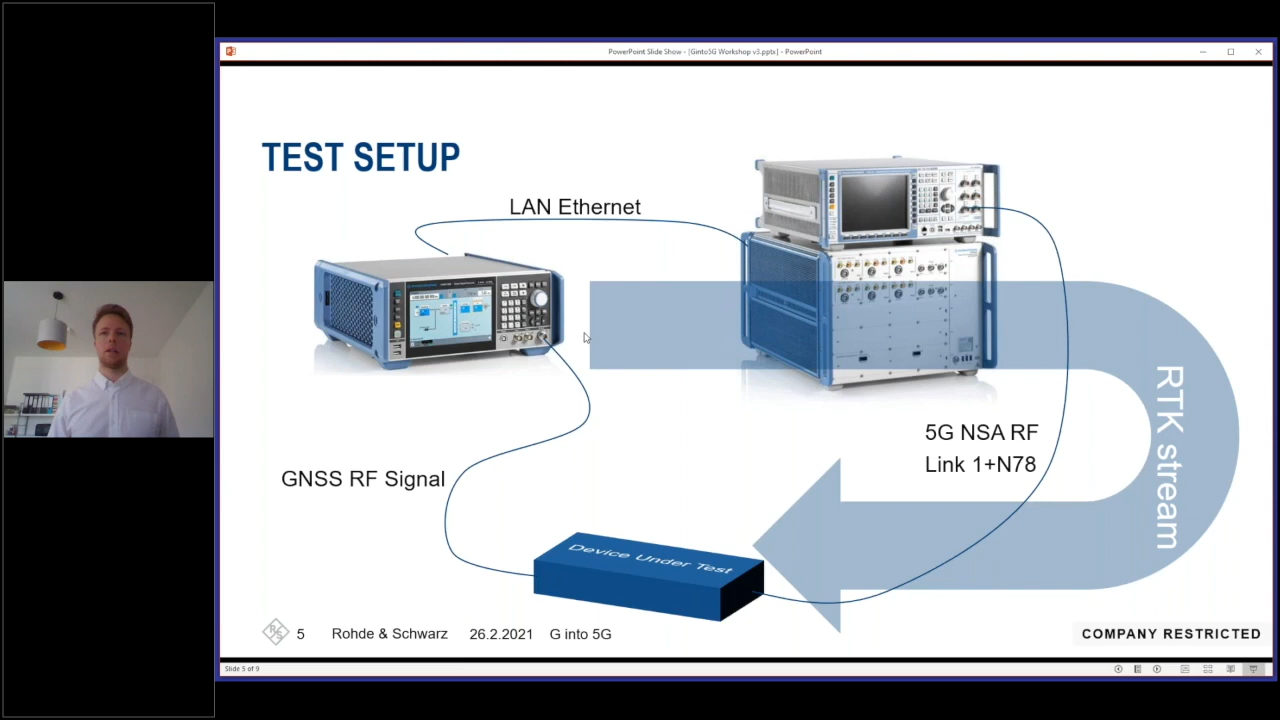 PowerPoint Slide Show - [Ginto5G Workshop v3.pptx] - PowerPoint
TEST SETUP
LAN Ethernet
5G NSA RF
Link 1+N78
RTK stream
GNSS RF Signal
Device Under Test
R&S
5
Rohde & Schwarz
26.2.2021
G into 5G
COMPANY RESTRICTED
Slide 5 of 9